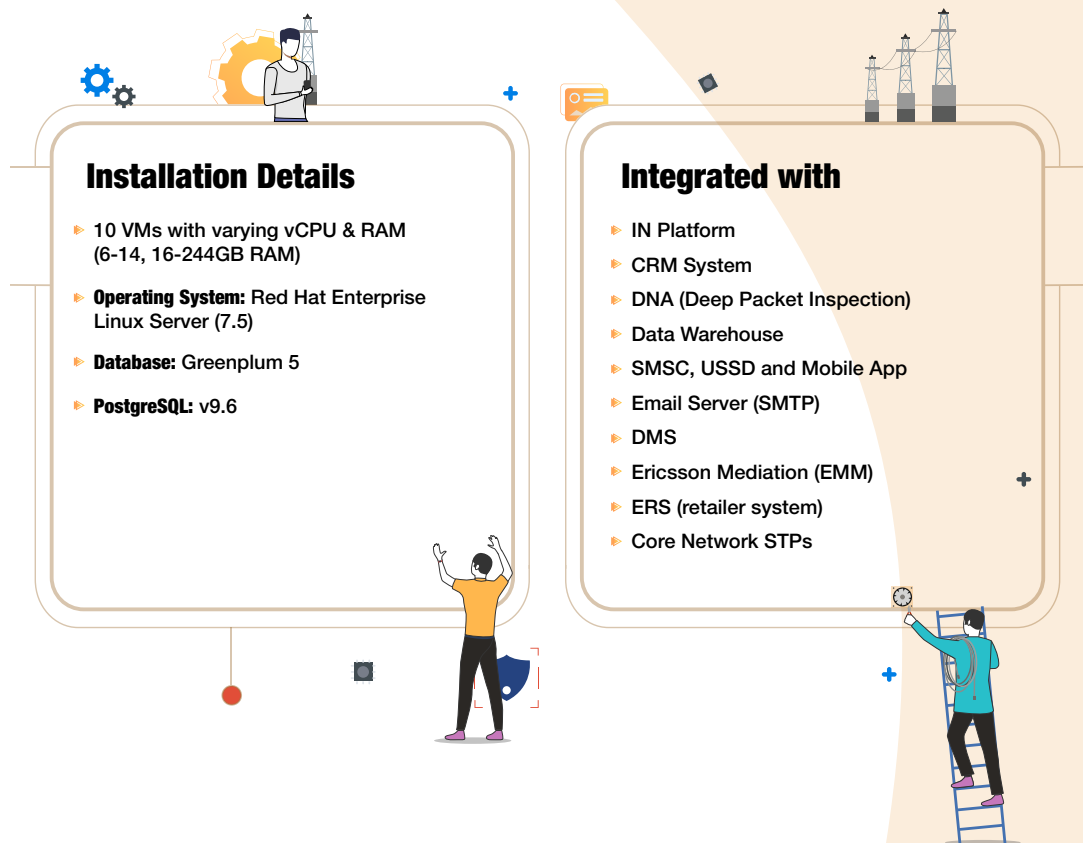 Installation Details
10 VMs with varying vCPU & RAM
(6-14, 16-244GB RAM)
Operating System: Red Hat Enterprise
Linux Server (7.5)
Database: Greenplum 5
PostgreSQL: v9.6
Integrated with
IN Platform
CRM System
DNA (Deep Packet Inspection)
Data Warehouse
SMSC, USSD and Mobile App
Email Server (SMTP)
DMS
Ericsson Mediation (EMM)
ERS (retailer system)
Core Network STPs